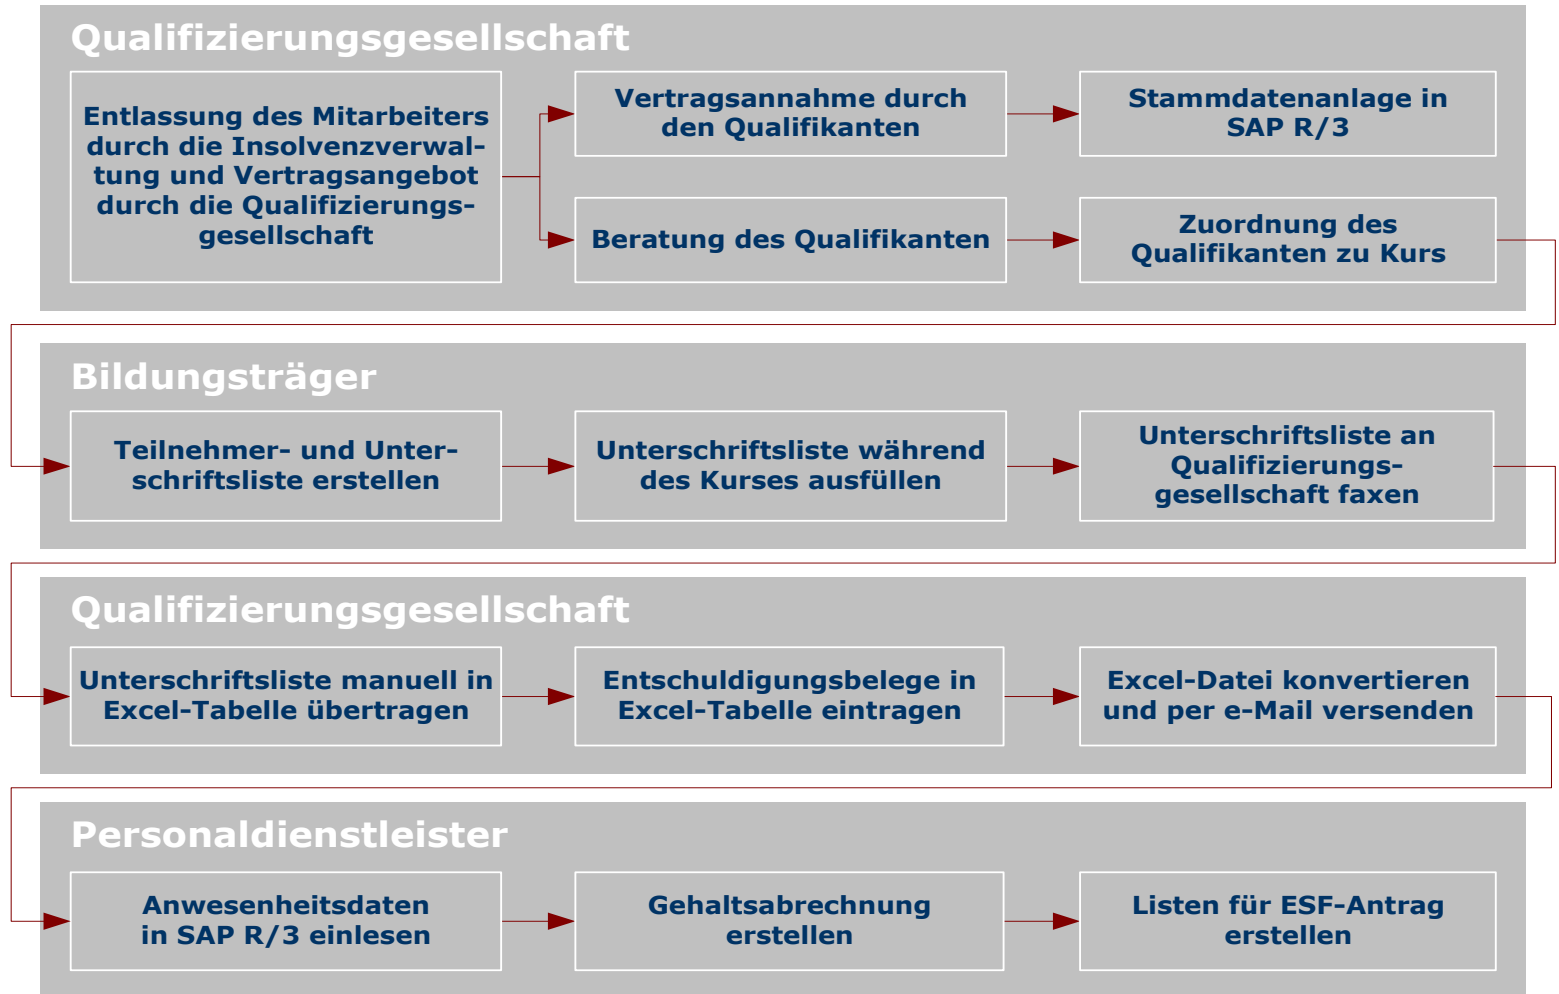 Qualifizierungsgesellschaft
Entlassung des Mitarbeiters
durch die Insolvenzverwal-
tung und Vertragsangebot
durch die Qualifizierungs-
gesellschaft
Vertragsannahme durch
den Qualifikanten
Stammdatenanlage in
SAP R/3
Beratung des Qualifikanten
Zuordnung des
Qualifikanten zu Kurs
Bildungsträger
Teilnehmer- und Unter-
schriftsliste erstellen
Unterschriftsliste während
des Kurses ausfüllen
Unterschriftsliste an
Qualifizierungs-
gesellschaft faxen
Qualifizierungsgesellschaft
Unterschriftsliste manuell in
Excel-Tabelle übertragen
Entschuldigungsbelege in
Excel-Tabelle eintragen
Excel-Datei konvertieren
und per e-Mail versenden
Personaldienstleister
Anwesenheitsdaten
in SAP R/3 einlesen
Gehaltsabrechnung
erstellen
Listen für ESF-Antrag
erstellen